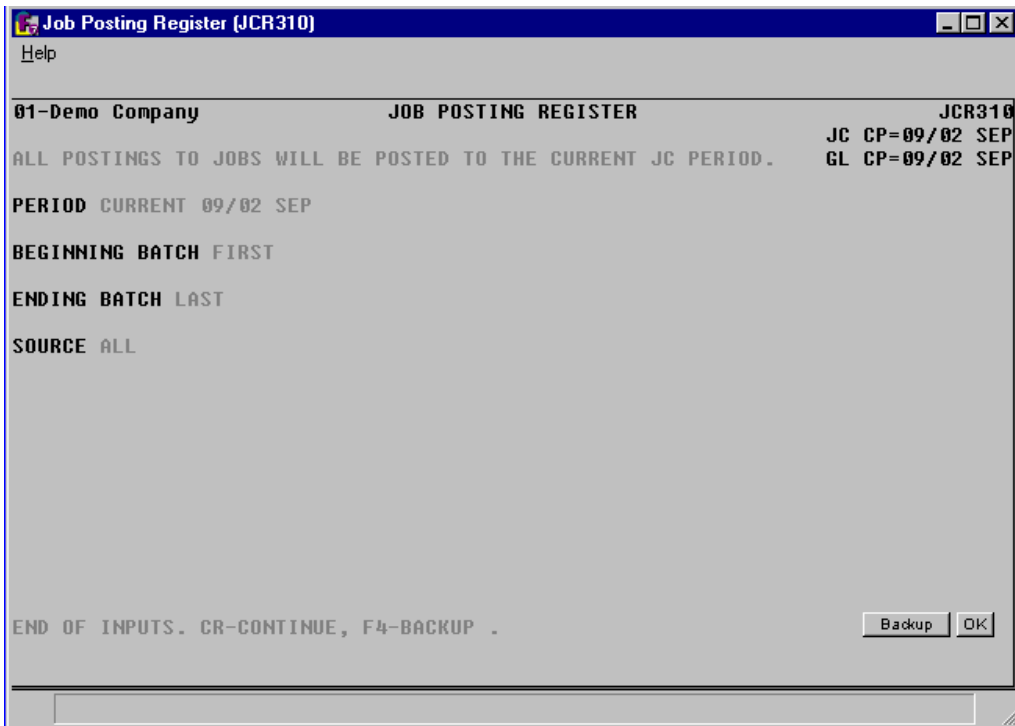 Job Posting Register (JCR310)
Help
01-Demo Company JOB POSTING REGISTER JCR310
JC CP=09/02 SEP
ALL POSTINGS TO JOBS WILL BE POSTED TO THE CURRENT JC PERIOD. GL CP=09/02 SEP
PERIOD CURRENT 09/02 SEP
BEGINNING BATCH FIRST
ENDING BATCH LAST
SOURCE ALL
END OF INPUTS. CR-CONTINUE, F4-BACKUP . Backup OK